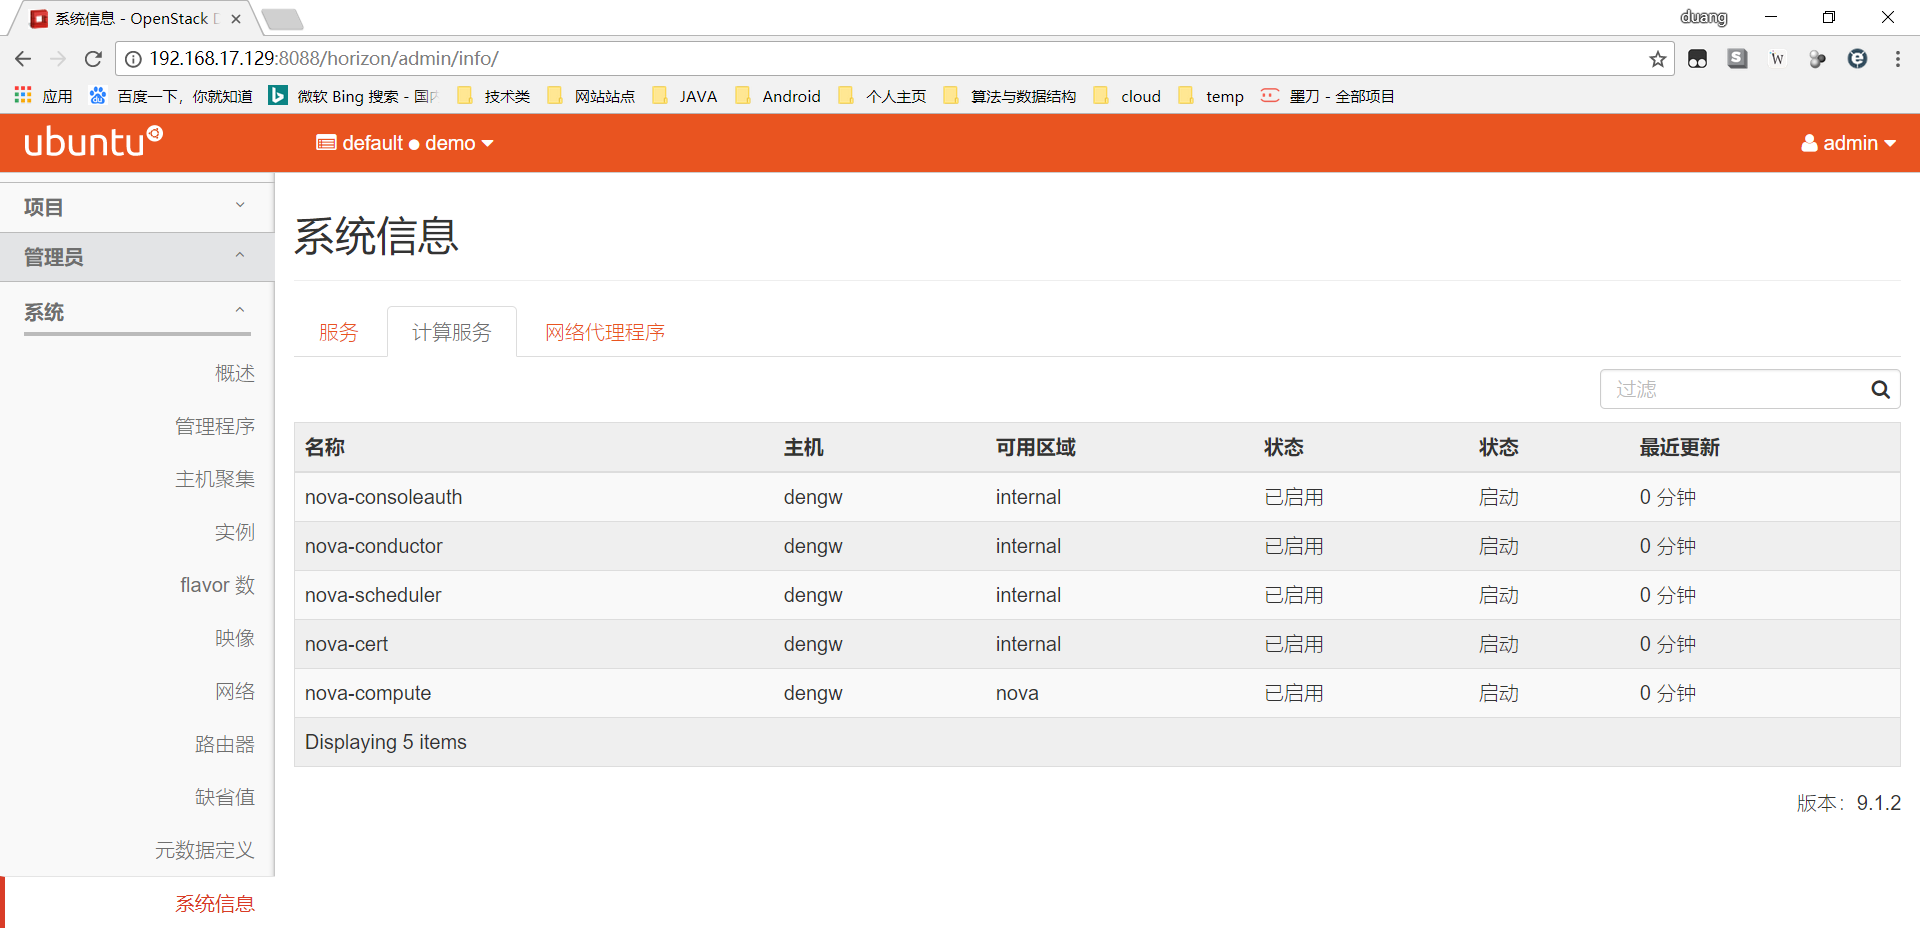 系统信息 - OpenStack D
duang
192.168.17.129:8088/horizon/admin/info/
应用 百度一下，你就知道 微软 Bing 搜索 - 国内 技术类 网站站点 JAVA Android 个人主页 算法与数据结构 cloud temp 墨刀 - 全部项目
ubuntu default ● demo admin
项目
管理员
系统
概述
管理程序
主机聚集
实例
flavor 数
映像
网络
路由器
缺省值
元数据定义
系统信息
系统信息
服务 计算服务 网络代理程序
过滤
名称 主机 可用区域 状态 状态 最近更新
nova-consoleauth dengw internal 已启用 启动 0 分钟
nova-conductor dengw internal 已启用 启动 0 分钟
nova-scheduler dengw internal 已启用 启动 0 分钟
nova-cert dengw internal 已启用 启动 0 分钟
nova-compute dengw nova 已启用 启动 0 分钟
Displaying 5 items
版本：9.1.2